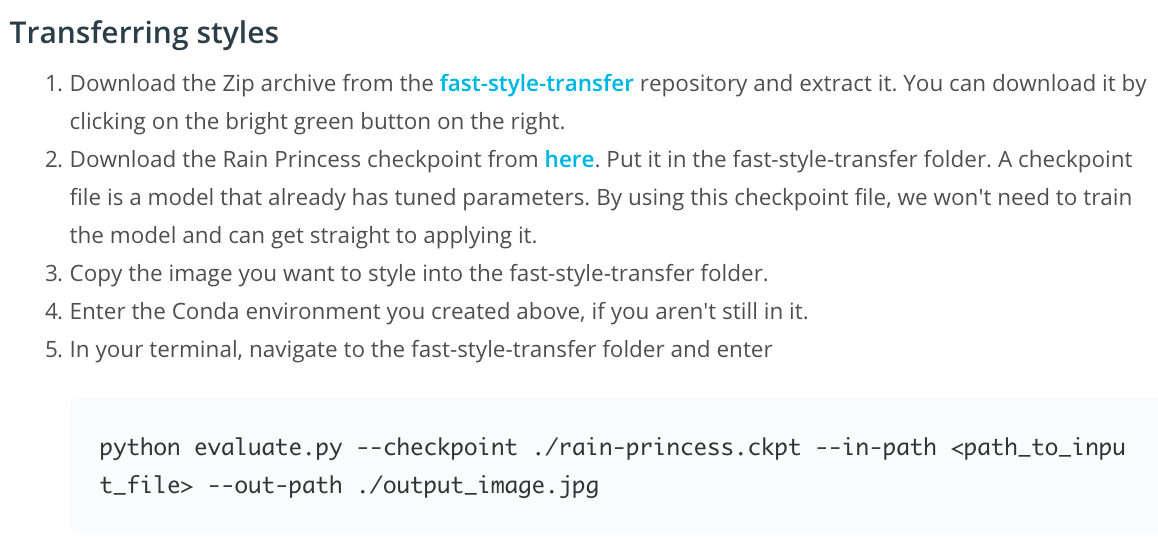 Transferring styles
1. Download the Zip archive from the fast-style-transfer repository and extract it. You can download it by
clicking on the bright green button on the right.
2. Download the Rain Princess checkpoint from here. Put it in the fast-style-transfer folder. A checkpoint
file is a model that already has tuned parameters. By using this checkpoint file, we won't need to train
the model and can get straight to applying it.
3. Copy the image you want to style into the fast-style-transfer folder.
4. Enter the Conda environment you created above, if you aren't still in it.
5. In your terminal, navigate to the fast-style-transfer folder and enter
python evaluate.py --checkpoint ./rain-princess.ckpt --in-path <path_to_inpu
t_file> --out-path ./output_image.jpg